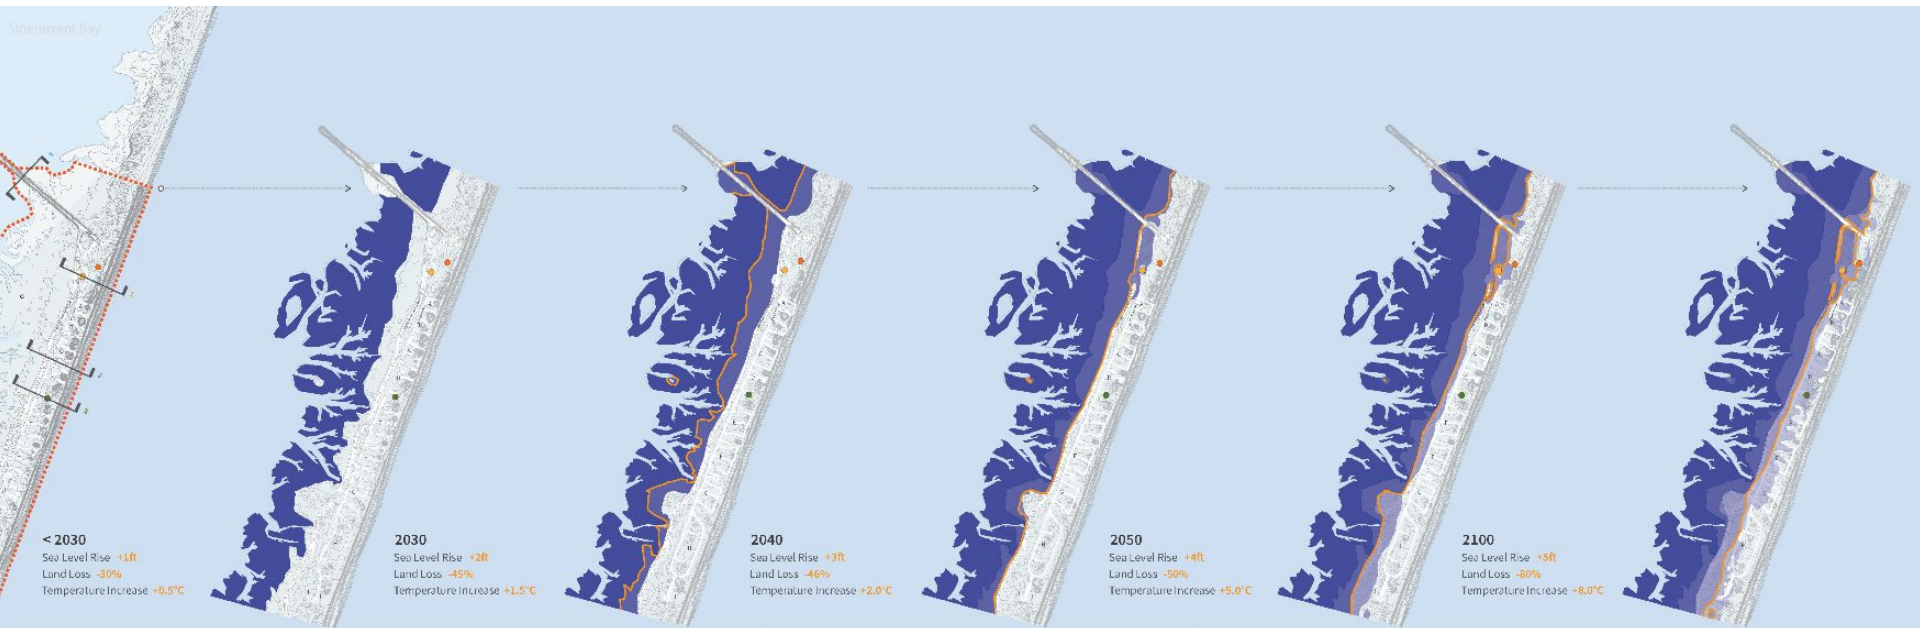 Sinepuxent Bay
< 2030
Sea Level Rise +1ft
Land Loss -30%
Temperature Increase +0.5°C
2030
Sea Level Rise +2ft
Land Loss -45%
Temperature Increase +1.5°C
2040
Sea Level Rise +3ft
Land Loss -46%
Temperature Increase +2.0°C
2050
Sea Level Rise +4ft
Land Loss -50%
Temperature Increase +5.0°C
2100
Sea Level Rise +5ft
Land Loss -80%
Temperature Increase +8.0°C